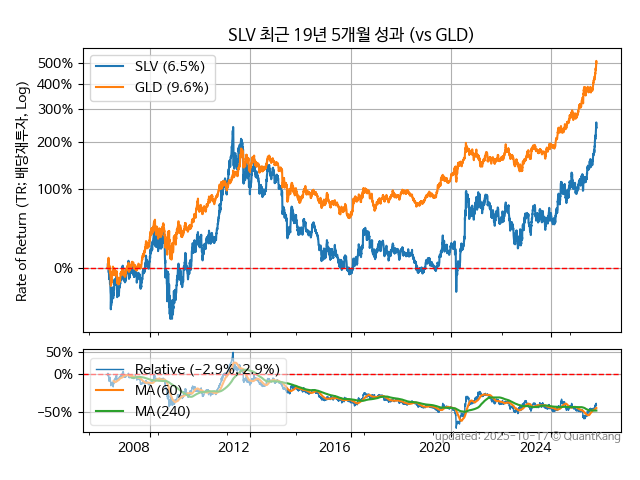 SLV 최근 19년 5개월 성과 (vs GLD)
Rate of Return (TR: 배당재투자, Log)
500%
400%
300%
200%
100%
0%
SLV (6.5%)
GLD (9.6%)
50%
0%
−50%
Relative (−2.9%, 2.9%)
MA(60)
MA(240)
2008
2012
2016
2020
2024
updated: 2025-10-17 © QuantKang